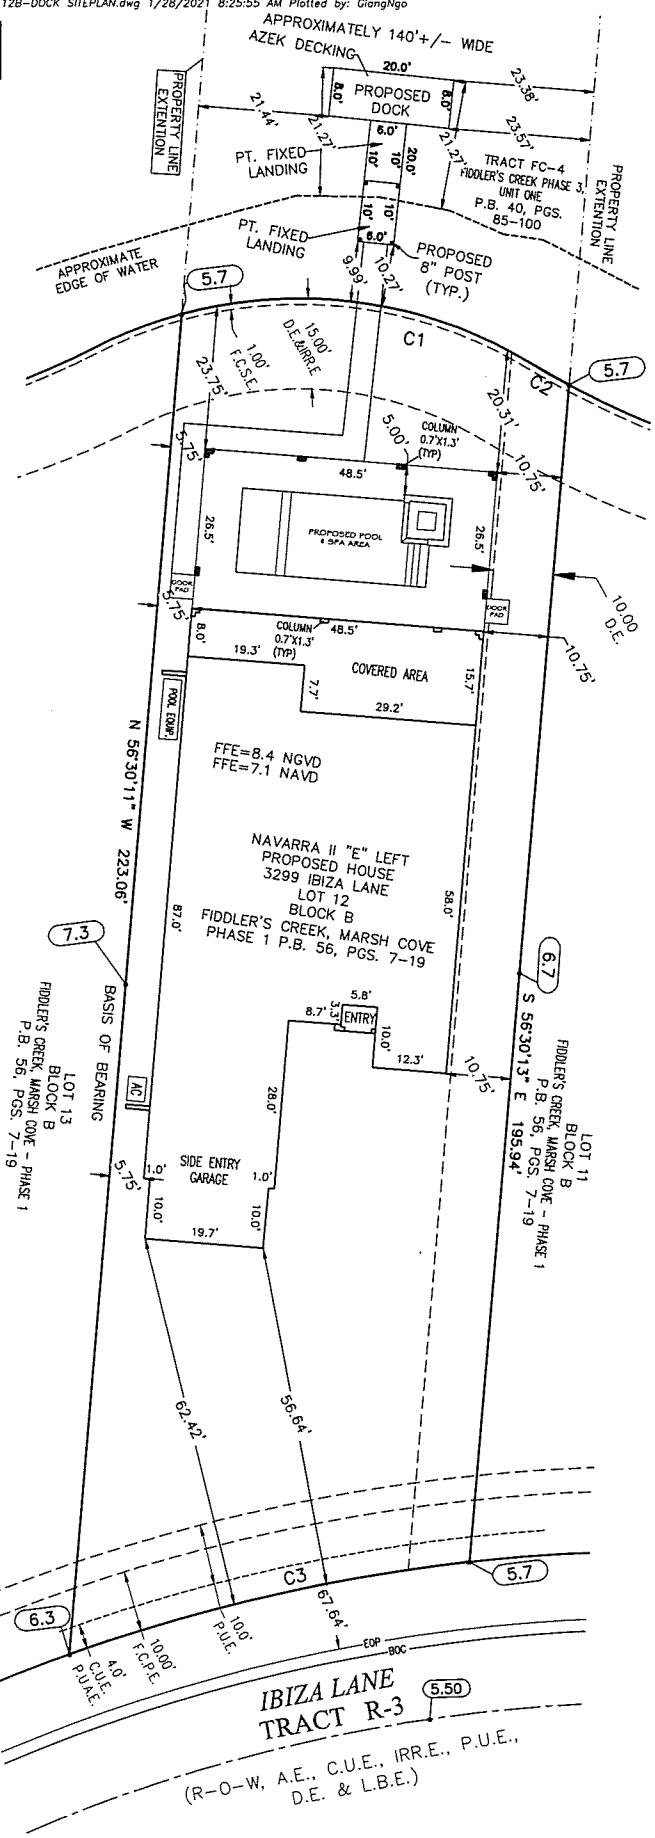 12B-DOCK SITEPLAN.dwg 1/28/2021 8:25:55 AM Plotted by: GiangNgo
APPROXIMATELY 140'+/- WIDE
AZEK DECKING
20.0'
23.38'
8.0'
PROPOSED
DOCK
8.0'
PROPERTY LINE
EXTENTION
21.44'
21.27'
6.0'
23.57'
21.27'
PT. FIXED
LANDING
10'
10'
20.0'
TRACT FC-4
FIDDLER'S CREEK PHASE 3,
UNIT ONE
P.B. 40, PGS.
85-100
PROPERTY LINE
EXTENTION
PT. FIXED
LANDING
10'
10'
6.0'
PROPOSED
8" POST
(TYP.)
9.99'
10.27'
APPROXIMATE
EDGE OF WATER
5.7
15.00'
D.E.&IRR.E
1.00'
F.C.S.E.
23.75'
C1
C2
5.7
20.31'
COLUMN
0.7'X1.3'
(TYP)
5.00'
5.75'
48.5'
10.75'
26.5'
PROPOSED POOL
& SPA AREA
26.5'
DOOR
PAD
DOOR
PAD
10.00
D.E.
5.75'
8.0'
COLUMN
0.7'X1.3'
(TYP)
48.5'
10.75'
19.3'
COVERED AREA
15.7'
7.7'
29.2'
POOL EQUIP.
N 56°30'11" W 223.06'
FFE=8.4 NGVD
FFE=7.1 NAVD
NAVARRA II "E" LEFT
PROPOSED HOUSE
3299 IBIZA LANE
LOT 12
BLOCK B
FIDDLER'S CREEK, MARSH COVE
PHASE 1 P.B. 56, PGS. 7-19
87.0'
58.0'
7.3
6.7
S 56°30'13" E 195.94'
BASIS OF BEARING
LOT 13
BLOCK B
FIDDLER'S CREEK, MARSH COVE - PHASE 1
P.B. 56, PGS. 7-19
LOT 11
BLOCK B
FIDDLER'S CREEK, MARSH COVE - PHASE 1
P.B. 56, PGS. 7-19
5.8'
8.7'
3.3'
ENTRY
10.0'
12.3'
10.75'
28.0'
AC
5.75'
1.0'
SIDE ENTRY
GARAGE
1.0'
10.0'
10.0'
19.7'
62.42'
56.64'
C3
5.7
6.3
67.64'
10.0'
P.U.E.
10.00'
F.C.P.E.
4.0'
C.U.E.
P.U.A.E.
EOP
BOC
IBIZA LANE
TRACT R-3
5.50
(R-O-W, A.E., C.U.E., IRR.E., P.U.E.,
D.E. & L.B.E.)